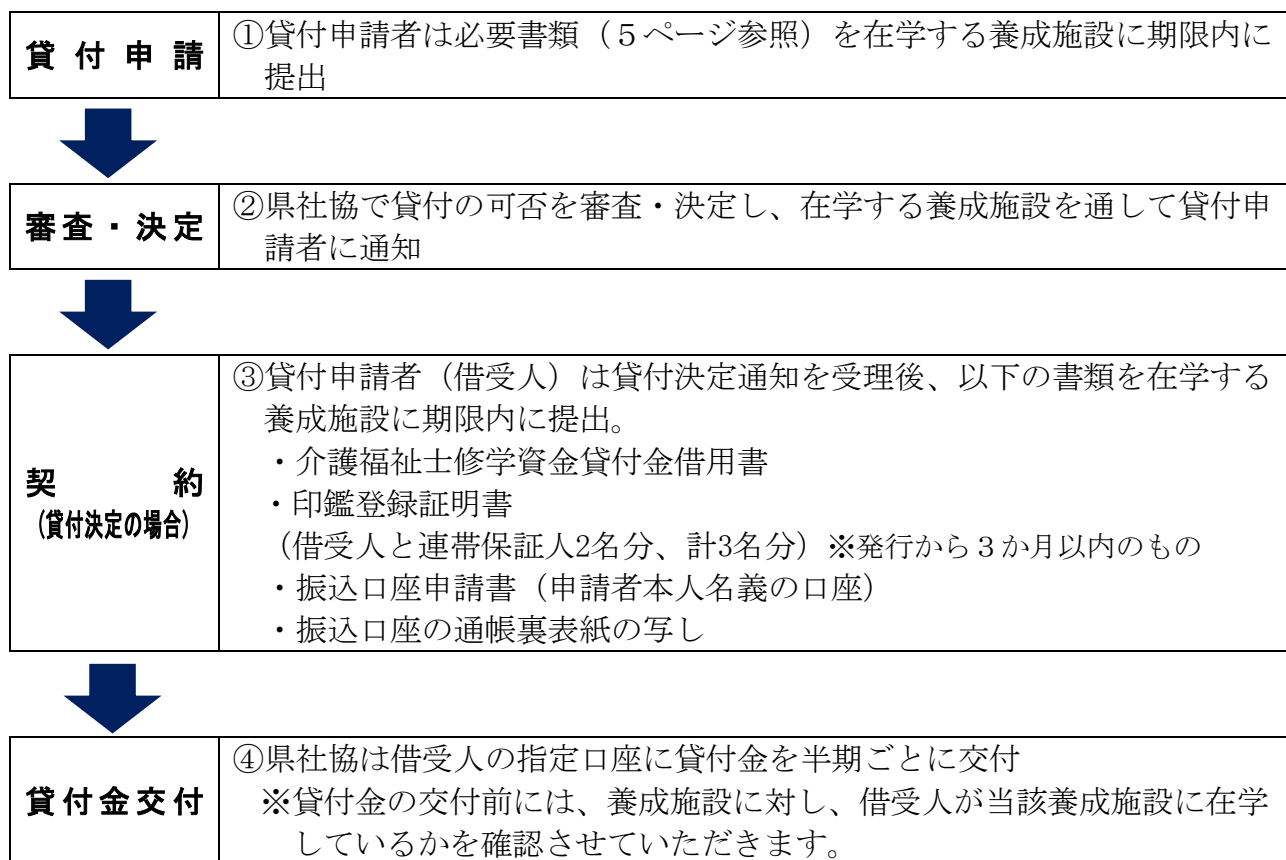 貸付申請
①貸付申請者は必要書類（５ページ参照）を在学する養成施設に期限内に
提出
審査・決定
②県社協で貸付の可否を審査・決定し、在学する養成施設を通して貸付申
請者に通知
契約
（貸付決定の場合）
③貸付申請者（借受人）は貸付決定通知を受理後、以下の書類を在学する
養成施設に期限内に提出。
・介護福祉士修学資金貸付金借用書
・印鑑登録証明書
（借受人と連帯保証人2名分、計3名分）※発行から３か月以内のもの
・振込口座申請書（申請者本人名義の口座）
・振込口座の通帳裏表紙の写し
貸付金交付
④県社協は借受人の指定口座に貸付金を半期ごとに交付
※貸付金の交付前には、養成施設に対し、借受人が当該養成施設に在学
しているかを確認させていただきます。